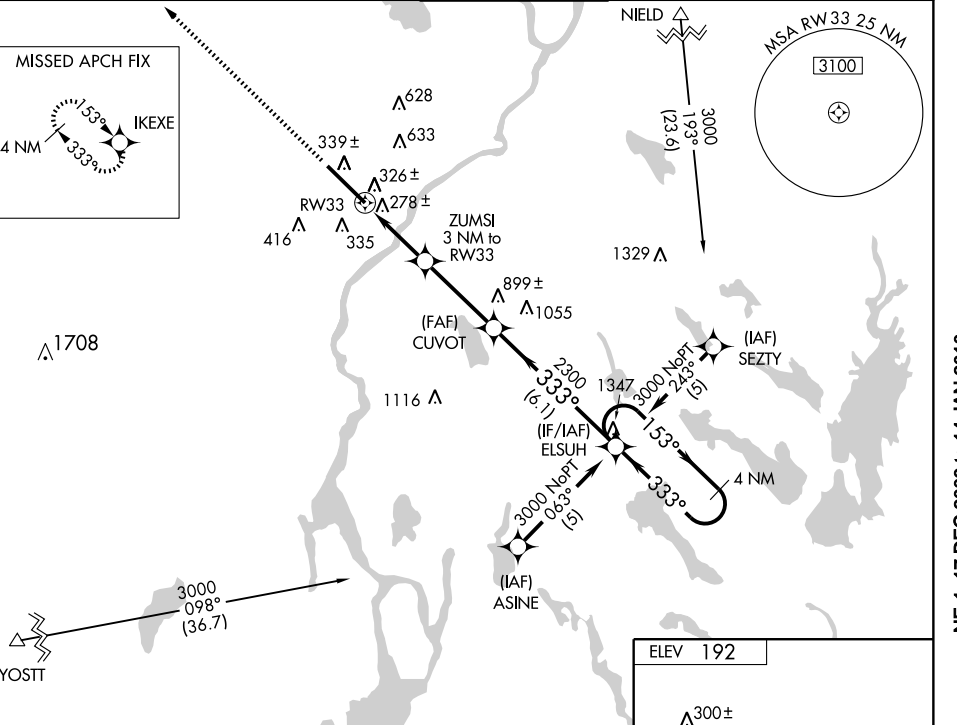 MISSED APCH FIX
153°
IKEXE
4 NM
333°
NIELD
3000
193°
(23.6)
MSA RW 33 25 NM
3100
628
633
339±
326±
278±
RW33
416
335
ZUMSI
3 NM to
RW33
1329
899±
1055
(FAF)
CUVOT
1708
1116
2300
333°
(6.1)
1347
(IF/IAF)
ELSUH
3000 NoPT
243°
(5)
(IAF)
SEZTY
153°
4 NM
333°
3000 NoPT
063°
(5)
(IAF)
ASINE
3000
098°
(36.7)
YOSTT
ELEV 192
300±